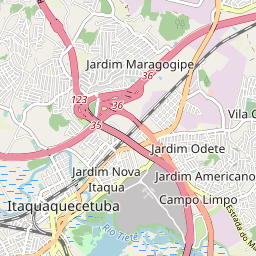 Jardim Maragogipe
36
123
36
35
Vila C
Jardim Odete
Jardim Nova
Itaqua
Jardim Americano
Campo Limpo
Itaquaquecetuba
Rio Tietê
Estrada do M